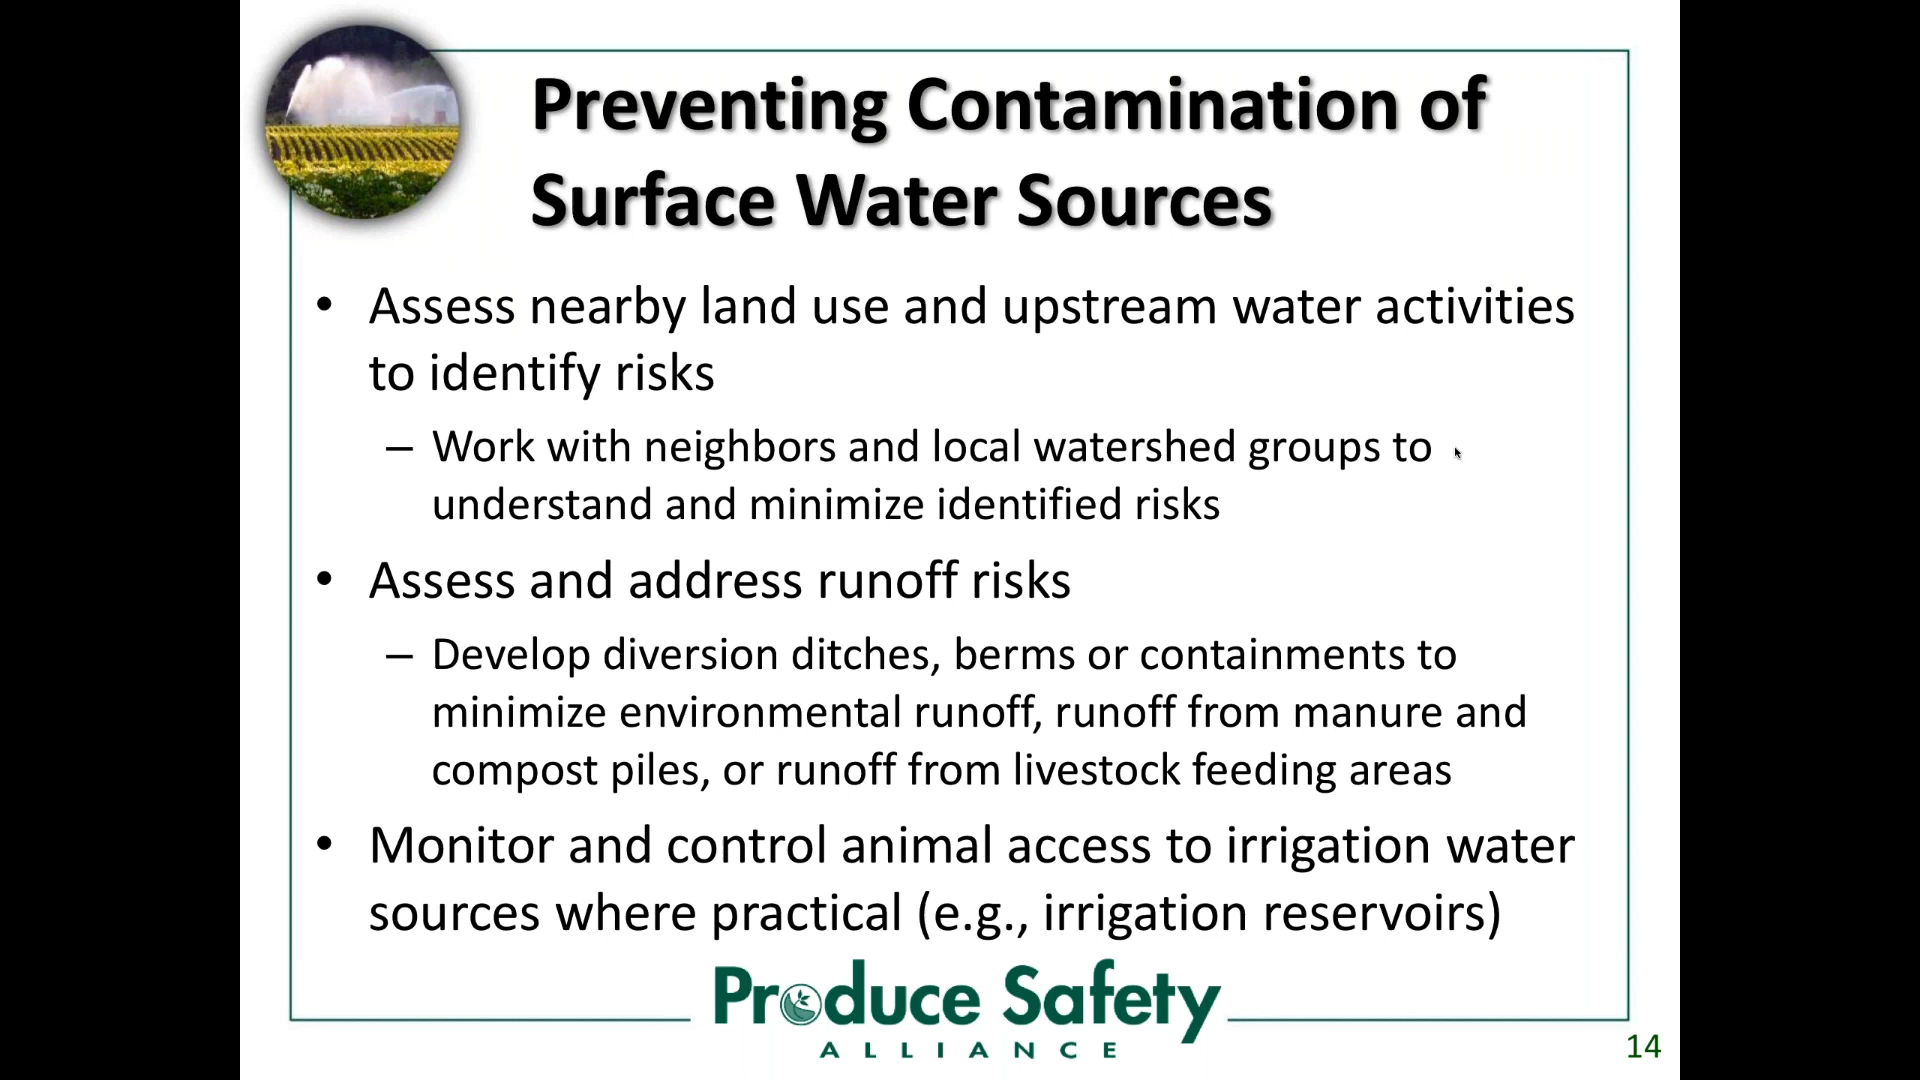 Preventing Contamination of
Surface Water Sources
• Assess nearby land use and upstream water activities
to identify risks
– Work with neighbors and local watershed groups to
understand and minimize identified risks
• Assess and address runoff risks
– Develop diversion ditches, berms or containments to
minimize environmental runoff, runoff from manure and
compost piles, or runoff from livestock feeding areas
• Monitor and control animal access to irrigation water
sources where practical (e.g., irrigation reservoirs)
Produce Safety
ALLIANCE
14